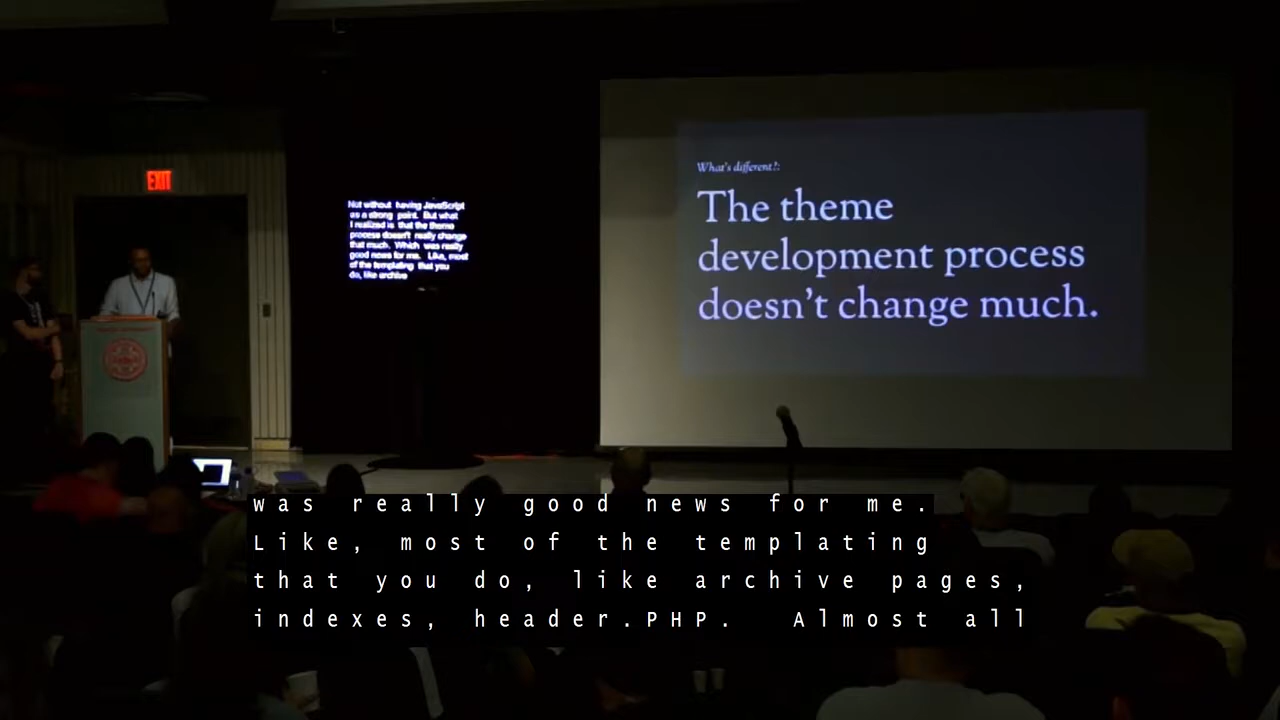 EXIT
Not without having JavaScript
as a strong point. But what
I realized is that the theme
process doesn't really change
that much. Which was really
good news for me. Like, most
of the templating that you
do, like archive
What's different?:
The theme
development process
doesn't change much.
was really good news for me.
Like, most of the templating
that you do, like archive pages,
indexes, header.PHP. Almost all